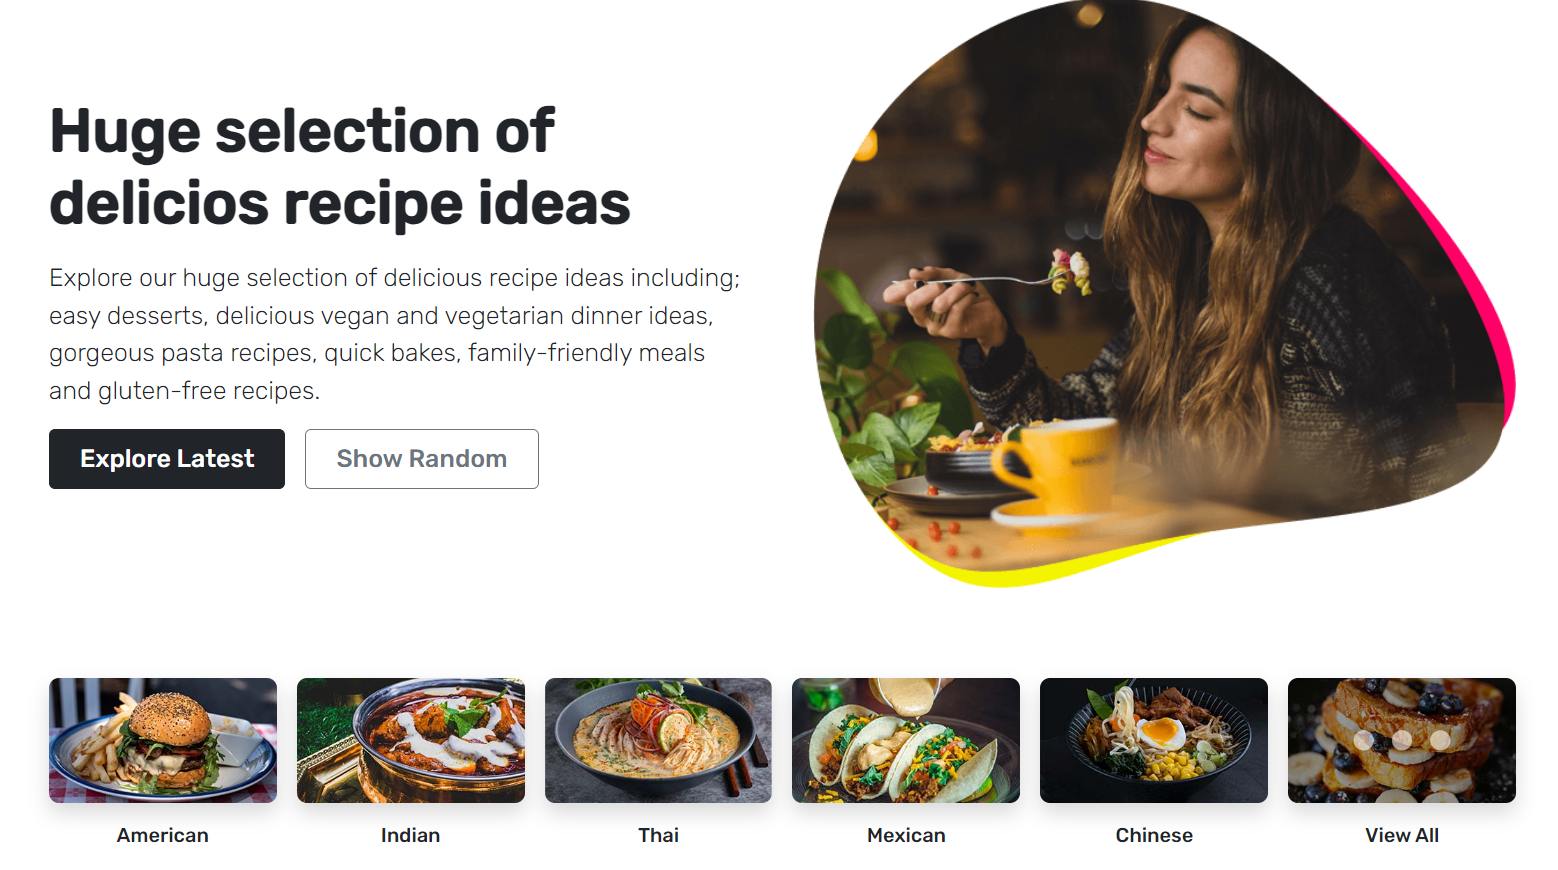 Huge selection of
delicios recipe ideas
Explore our huge selection of delicious recipe ideas including;
easy desserts, delicious vegan and vegetarian dinner ideas,
gorgeous pasta recipes, quick bakes, family-friendly meals
and gluten-free recipes.
Explore Latest
Show Random
American
Indian
Thai
Mexican
Chinese
View All